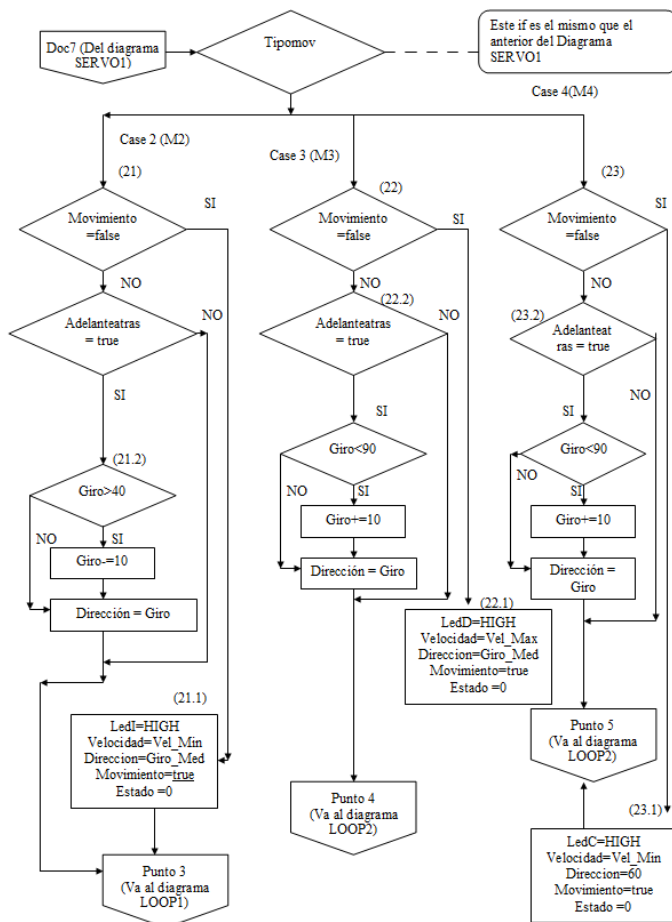 Doc7 (Del diagrama
SERVO1)
Tipomov
Este if es el mismo que el
anterior del Diagrama
SERVO1
Case 2 (M2)
Case 3 (M3)
Case 4(M4)
(21)
Movimiento
=false
SI
NO
Adelanteatras
= true
NO
SI
(21.2)
Giro>40
NO
SI
Giro-=10
Dirección = Giro
(21.1)
LedI=HIGH
Velocidad=Vel_Min
Direccion=Giro_Med
Movimiento=true
Estado =0
Punto 3
(Va al diagrama
LOOP1)
(22)
Movimiento
=false
SI
NO
(22.2)
Adelanteatras
= true
NO
SI
Giro<90
NO
SI
Giro+=10
Dirección = Giro
(22.1)
LedD=HIGH
Velocidad=Vel_Max
Direccion=Giro_Med
Movimiento=true
Estado =0
Punto 4
(Va al diagrama
LOOP2)
(23)
SI
Movimiento
=false
NO
(23.2)
Adelanteat
ras = true
NO
SI
Giro<90
NO
SI
Giro+=10
Dirección =
Giro
Punto 5
(Va al diagrama
LOOP2)
(23.1)
LedC=HIGH
Velocidad=Vel_Min
Direccion=60
Movimiento=true
Estado =0